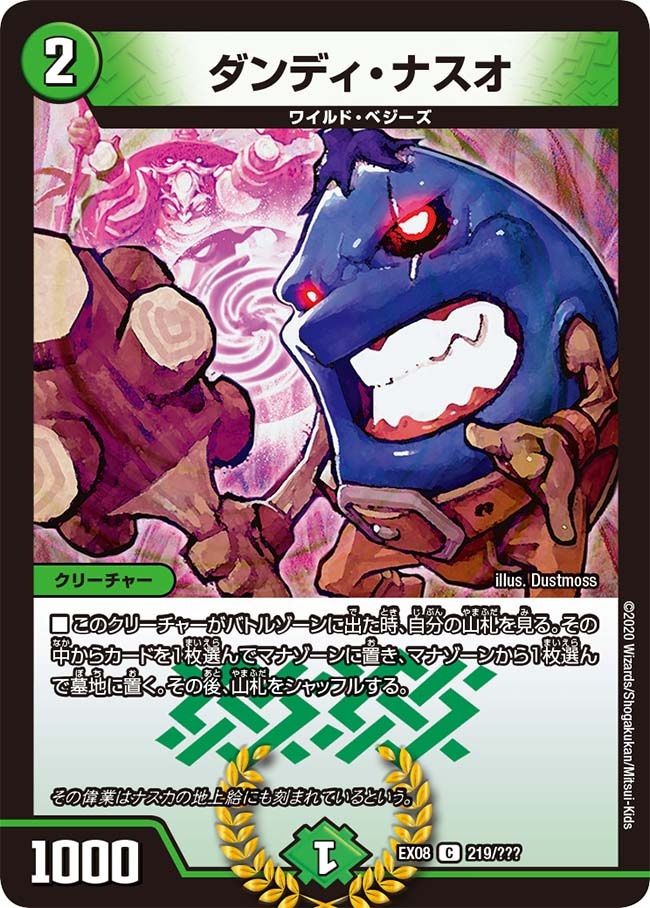 2
ダンディ・ナスオ
ワイルド・ベジーズ
クリーチャー
illus. Dustmoss
■ このクリーチャーがバトルゾーンに出た時、自分の山札を見る。その
中からカードを1枚選んでマナゾーンに置き、マナゾーンから1枚選ん
で墓地に置く。その後、山札をシャッフルする。
その偉業はナスカの地上給にも刻まれているという。
1000
1
EX08 C 219/???
©2020 Wizards/Shogakukan/Mitsui-Kids